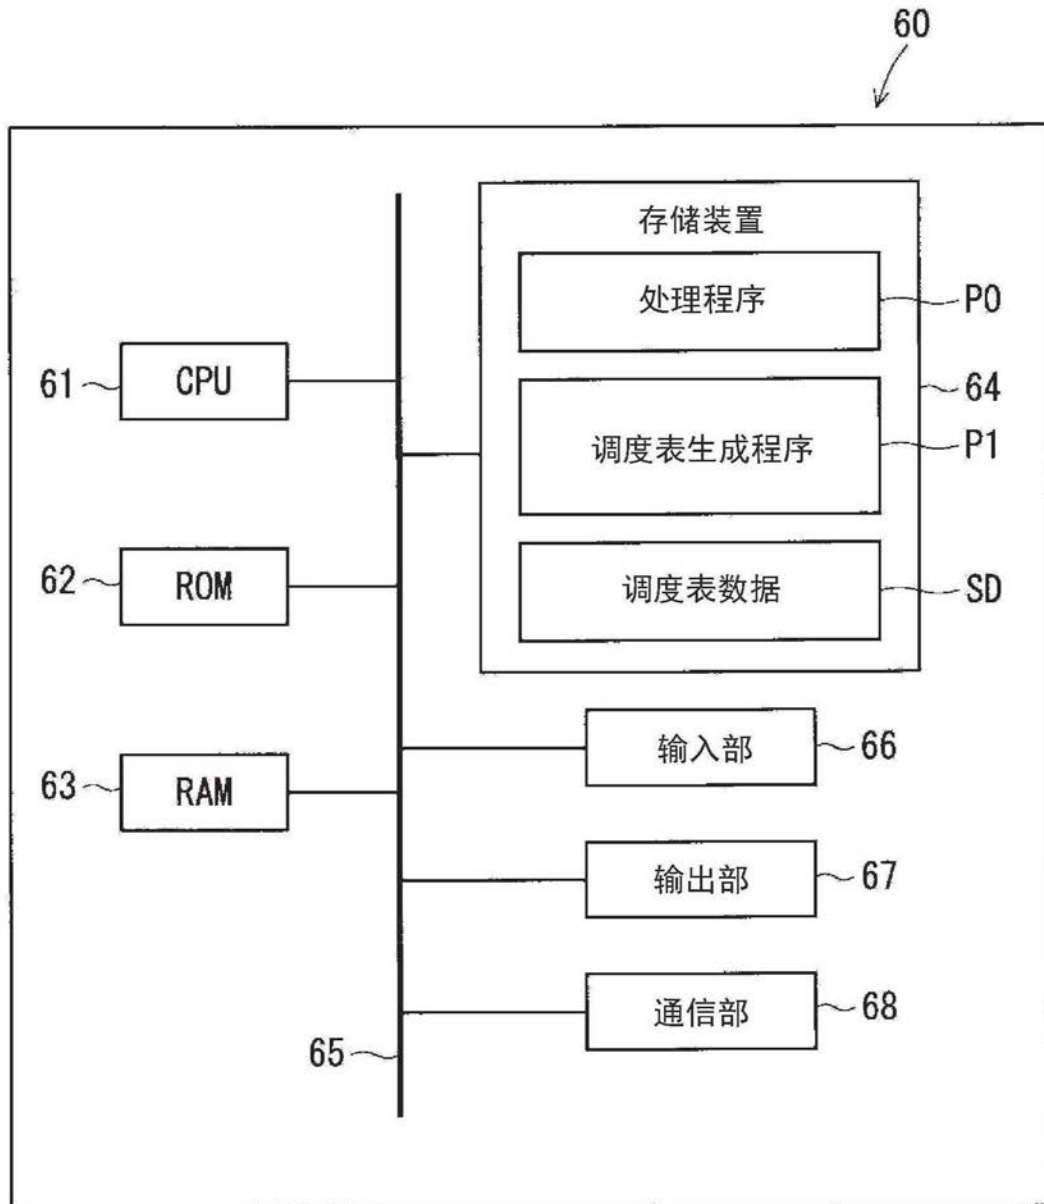 60
存储装置
处理程序
P0
61
CPU
64
调度表生成程序
P1
62
ROM
调度表数据
SD
输入部
66
63
RAM
输出部
67
通信部
68
65